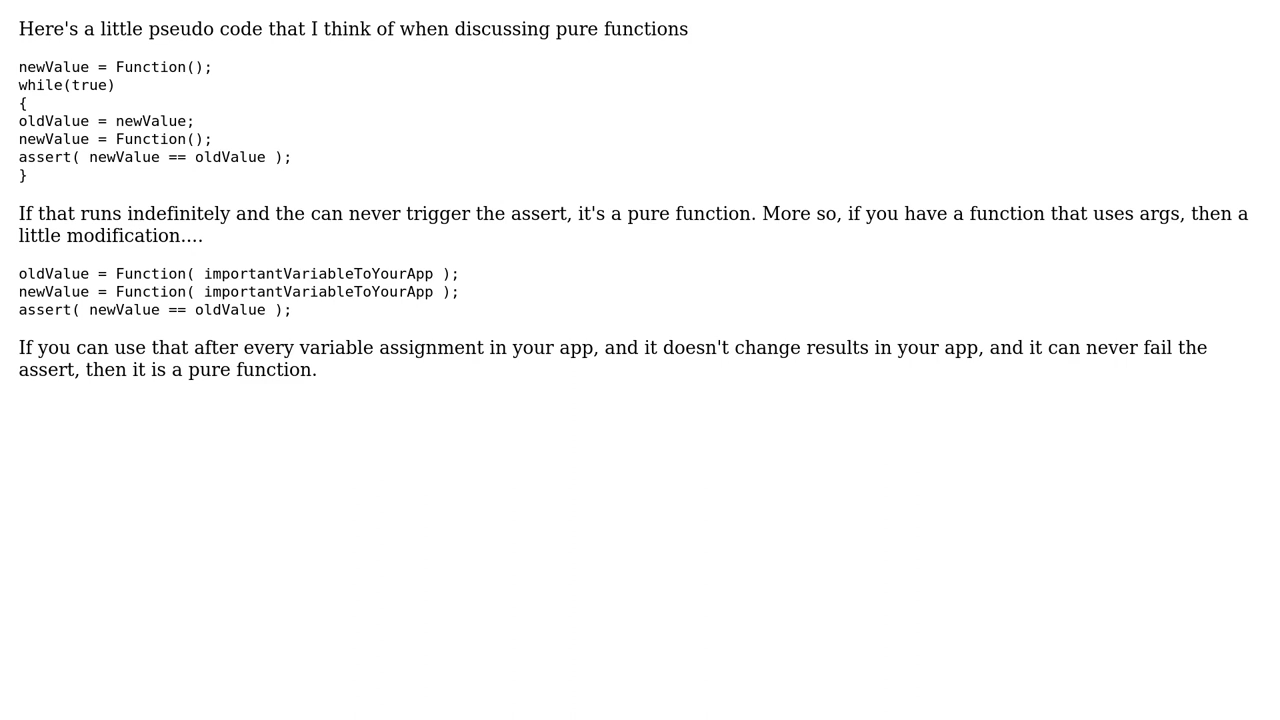 Here's a little pseudo code that I think of when discussing pure functions
newValue = Function();
while(true)
{
oldValue = newValue;
newValue = Function();
assert( newValue == oldValue );
}
If that runs indefinitely and the can never trigger the assert, it's a pure function. More so, if you have a function that uses args, then a
little modification....
oldValue = Function( importantVariableToYourApp );
newValue = Function( importantVariableToYourApp );
assert( newValue == oldValue );
If you can use that after every variable assignment in your app, and it doesn't change results in your app, and it can never fail the
assert, then it is a pure function.